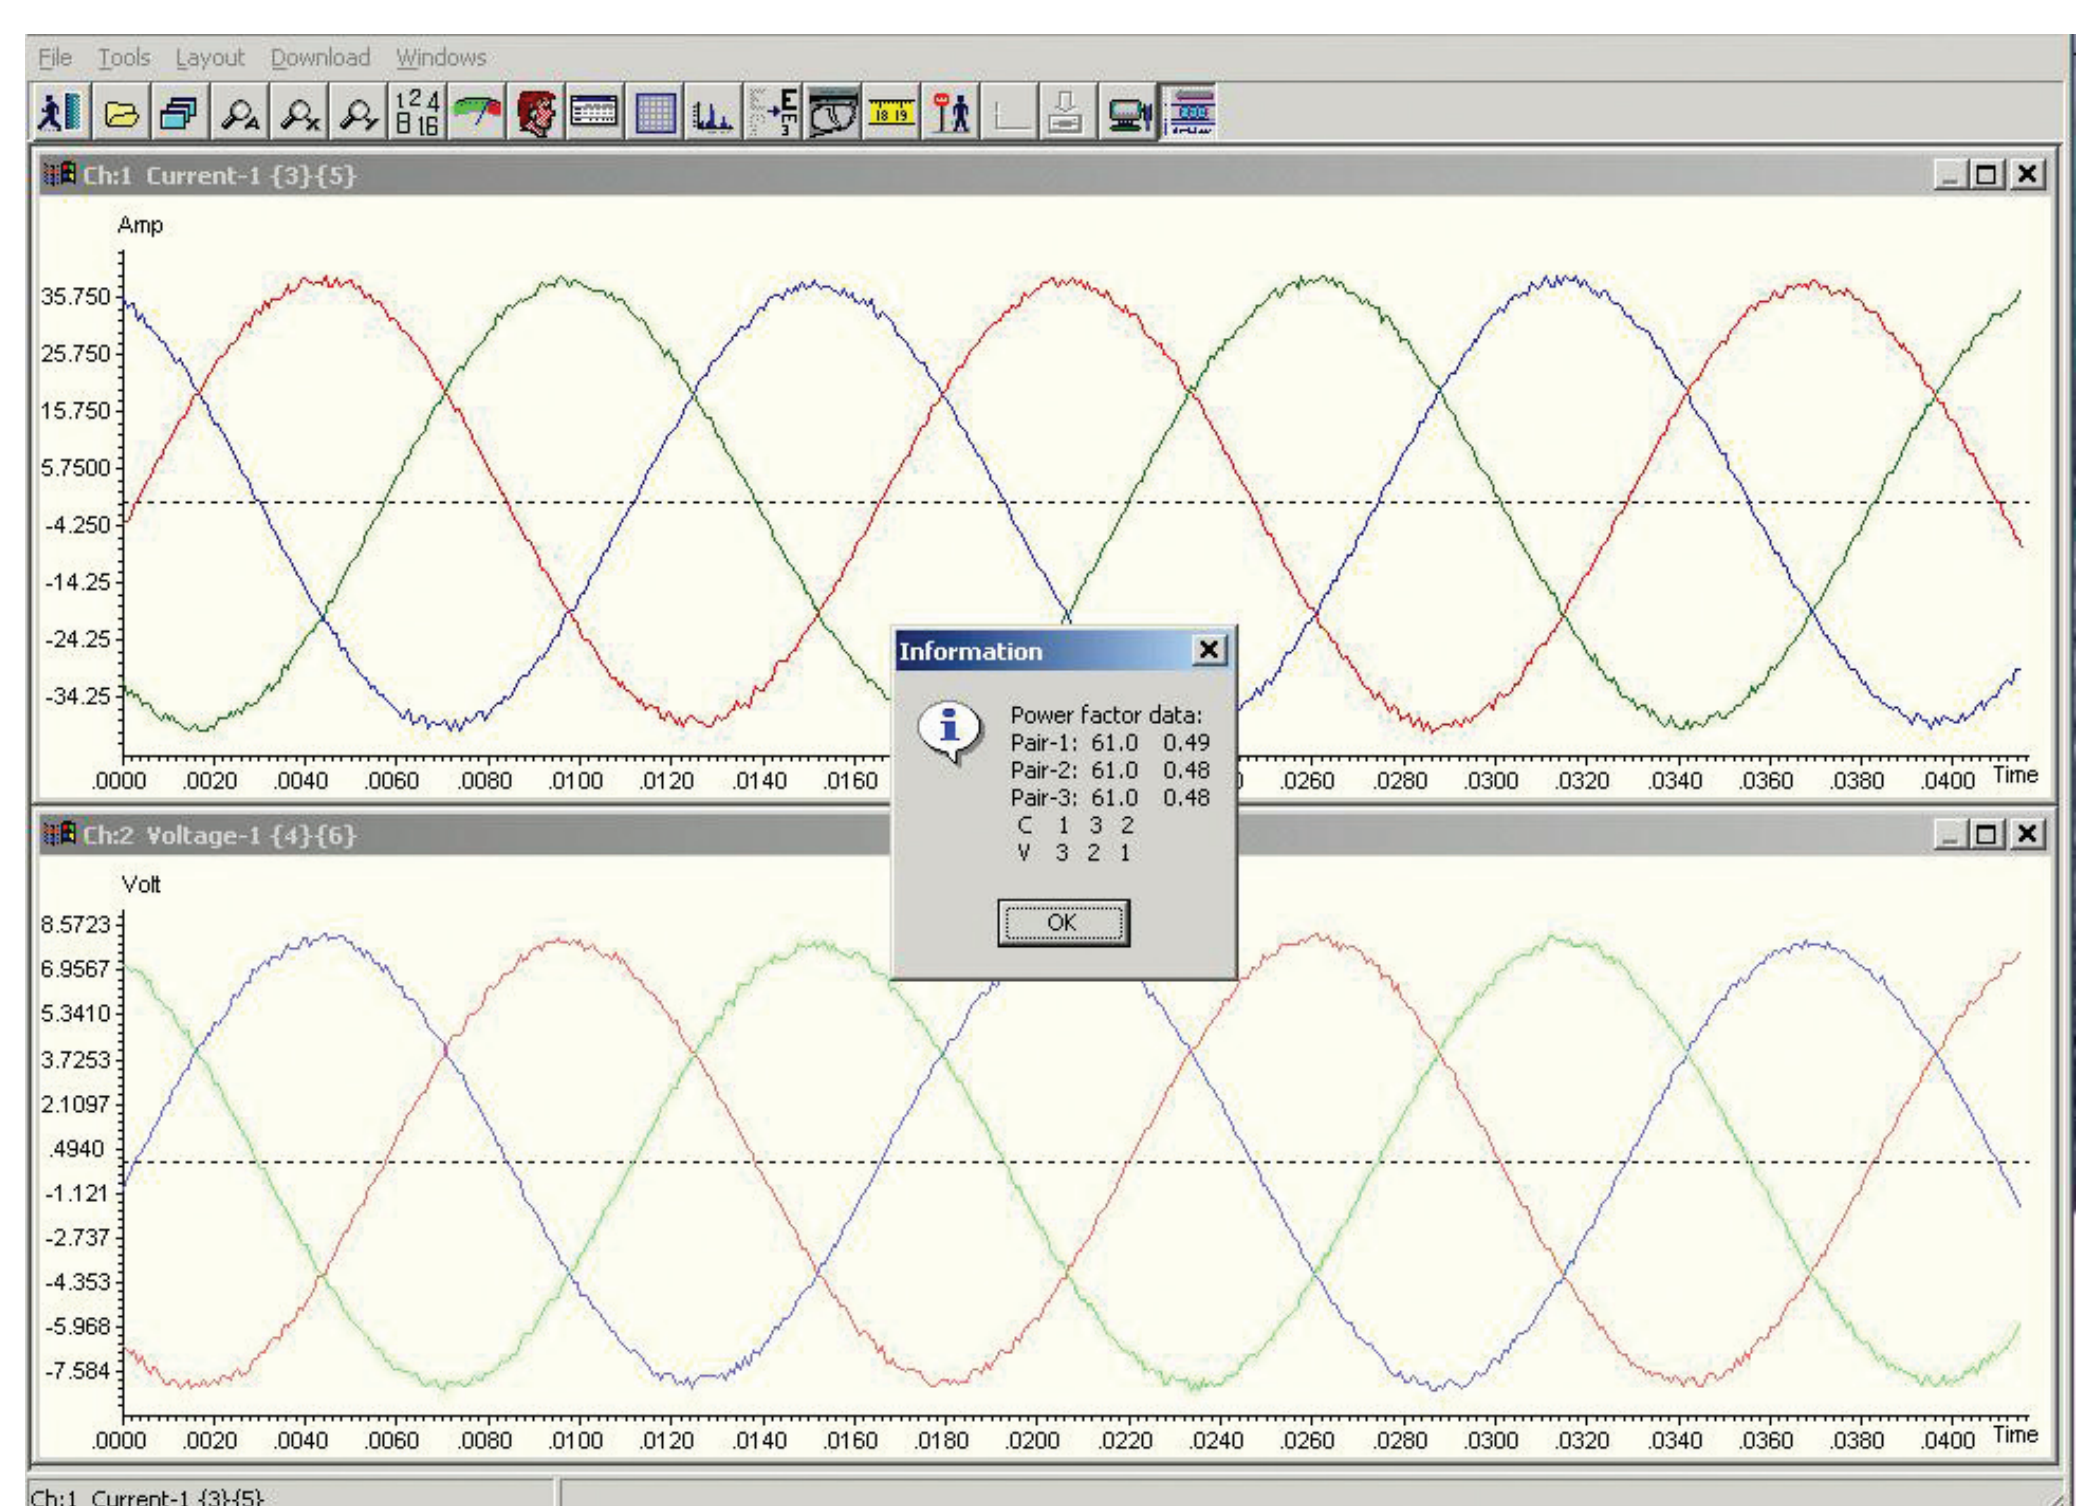 File Tools Layout Download Windows
1 2 4
8 16
18 19
Ch:1 Current-1 {3}{5}
Amp
35.750
25.750
15.750
5.7500
-4.250
-14.25
-24.25
-34.25
.0000 .0020 .0040 .0060 .0080 .0100 .0120 .0140 .0160 .0260 .0280 .0300 .0320 .0340 .0360 .0380 .0400 Time
Information
Power factor data:
Pair-1: 61.0 0.49
Pair-2: 61.0 0.48
Pair-3: 61.0 0.48
C 1 3 2
V 3 2 1
OK
Ch:2 Voltage-1 {4}{6}
Volt
8.5723
6.9567
5.3410
3.7253
2.1097
.4940
-1.121
-2.737
-4.353
-5.968
-7.584
.0000 .0020 .0040 .0060 .0080 .0100 .0120 .0140 .0160 .0180 .0200 .0220 .0240 .0260 .0280 .0300 .0320 .0340 .0360 .0380 .0400 Time
Ch:1 Current-1 {3}{5}